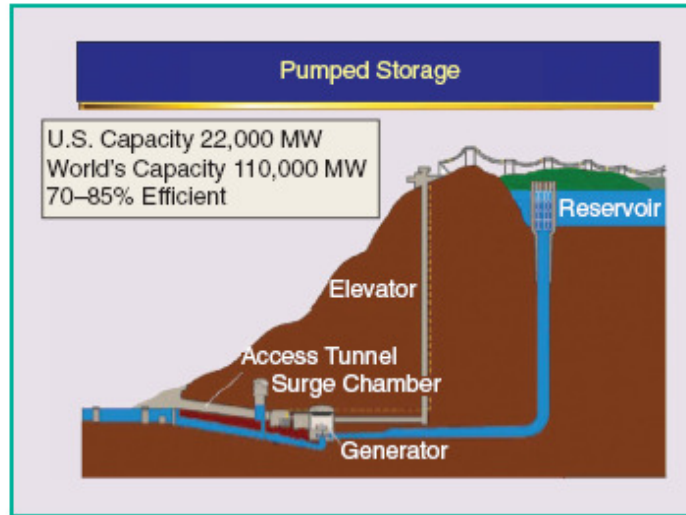 Pumped Storage
U.S. Capacity 22,000 MW
World's Capacity 110,000 MW
70–85% Efficient
Reservoir
Elevator
Access Tunnel
Surge Chamber
Generator